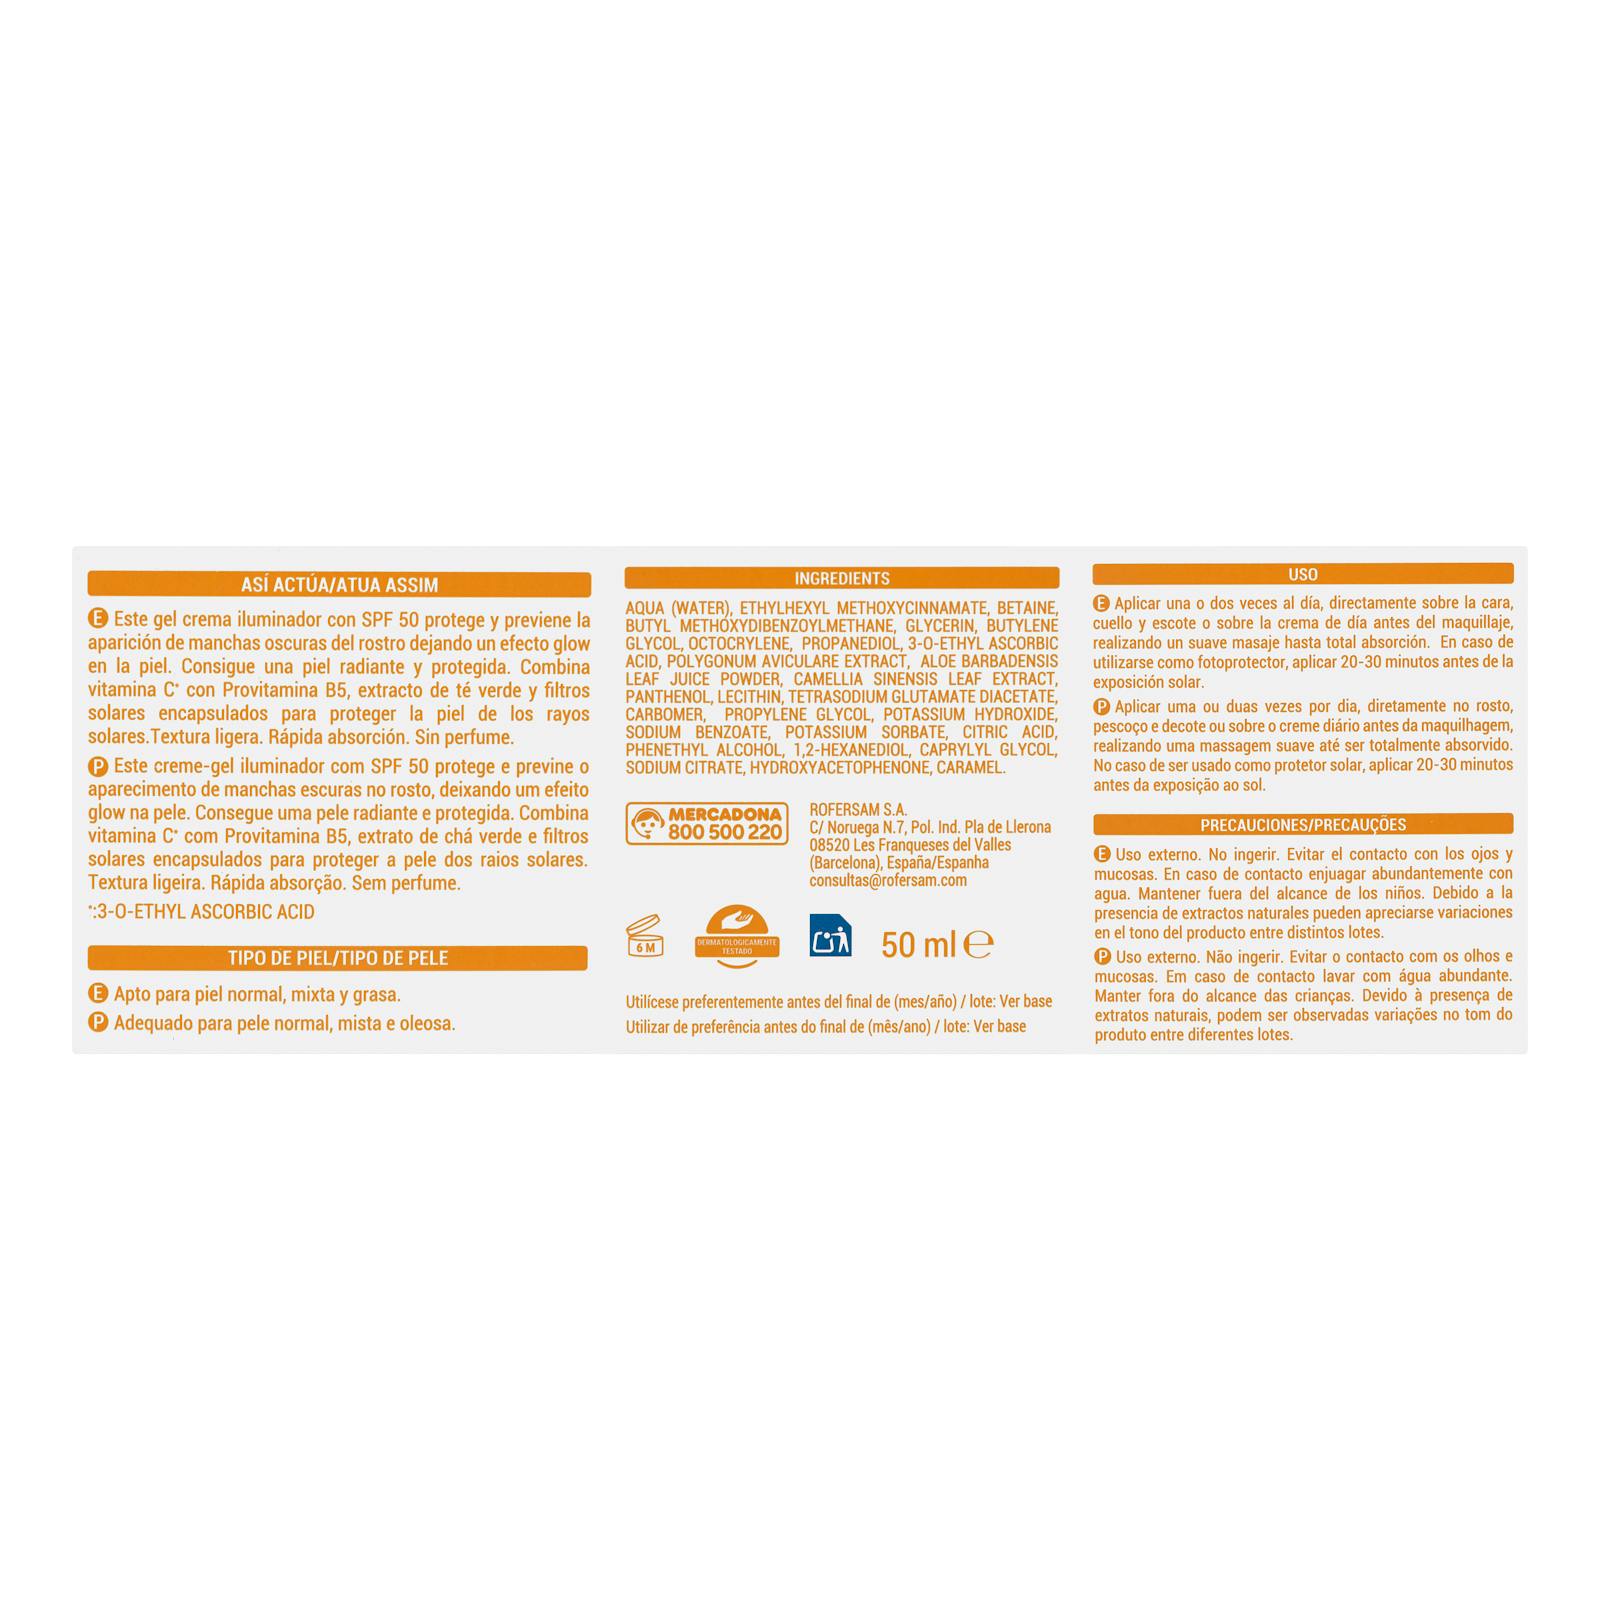 ASÍ ACTÚA/ATUA ASSIM
E Este gel crema iluminador con SPF 50 protege y previene la
aparición de manchas oscuras del rostro dejando un efecto glow
en la piel. Consigue una piel radiante y protegida. Combina
vitamina C* con Provitamina B5, extracto de té verde y filtros
solares encapsulados para proteger la piel de los rayos
solares.Textura ligera. Rápida absorción. Sin perfume.
P Este creme-gel iluminador com SPF 50 protege e previne o
aparecimento de manchas escuras no rosto, deixando um efeito
glow na pele. Consegue uma pele radiante e protegida. Combina
vitamina C* com Provitamina B5, extrato de chá verde e filtros
solares encapsulados para proteger a pele dos raios solares.
Textura ligeira. Rápida absorção. Sem perfume.
*:3-O-ETHYL ASCORBIC ACID
TIPO DE PIEL/TIPO DE PELE
E Apto para piel normal, mixta y grasa.
P Adequado para pele normal, mista e oleosa.
INGREDIENTS
AQUA (WATER), ETHYLHEXYL METHOXYCINNAMATE, BETAINE,
BUTYL METHOXYDIBENZOYLMETHANE, GLYCERIN, BUTYLENE
GLYCOL, OCTOCRYLENE, PROPANEDIOL, 3-O-ETHYL ASCORBIC
ACID, POLYGONUM AVICULARE EXTRACT, ALOE BARBADENSIS
LEAF JUICE POWDER, CAMELLIA SINENSIS LEAF EXTRACT,
PANTHENOL, LECITHIN, TETRASODIUM GLUTAMATE DIACETATE,
CARBOMER, PROPYLENE GLYCOL, POTASSIUM HYDROXIDE,
SODIUM BENZOATE, POTASSIUM SORBATE, CITRIC ACID,
PHENETHYL ALCOHOL, 1,2-HEXANEDIOL, CAPRYLYL GLYCOL,
SODIUM CITRATE, HYDROXYACETOPHENONE, CARAMEL.
MERCADONA
800 500 220
ROFERSAM S.A.
C/ Noruega N.7, Pol. Ind. Pla de Llerona
08520 Les Franqueses del Valles
(Barcelona), España/Espanha
consultas@rofersam.com
6 M
DERMATOLOGICAMENTE
TESTADO
50 ml e
Utilícese preferentemente antes del final de (mes/año) / lote: Ver base
Utilizar de preferência antes do final de (mês/ano) / lote: Ver base
USO
E Aplicar una o dos veces al día, directamente sobre la cara,
cuello y escote o sobre la crema de día antes del maquillaje,
realizando un suave masaje hasta total absorción. En caso de
utilizarse como fotoprotector, aplicar 20-30 minutos antes de la
exposición solar.
P Aplicar uma ou duas vezes por dia, diretamente no rosto,
pescoço e decote ou sobre o creme diário antes da maquilhagem,
realizando uma massagem suave até ser totalmente absorvido.
No caso de ser usado como protetor solar, aplicar 20-30 minutos
antes da exposição ao sol.
PRECAUCIONES/PRECAUÇÕES
E Uso externo. No ingerir. Evitar el contacto con los ojos y
mucosas. En caso de contacto enjuagar abundantemente con
agua. Mantener fuera del alcance de los niños. Debido a la
presencia de extractos naturales pueden apreciarse variaciones
en el tono del producto entre distintos lotes.
P Uso externo. Não ingerir. Evitar o contacto com os olhos e
mucosas. Em caso de contacto lavar com água abundante.
Manter fora do alcance das crianças. Devido à presença de
extratos naturais, podem ser observadas variações no tom do
produto entre diferentes lotes.